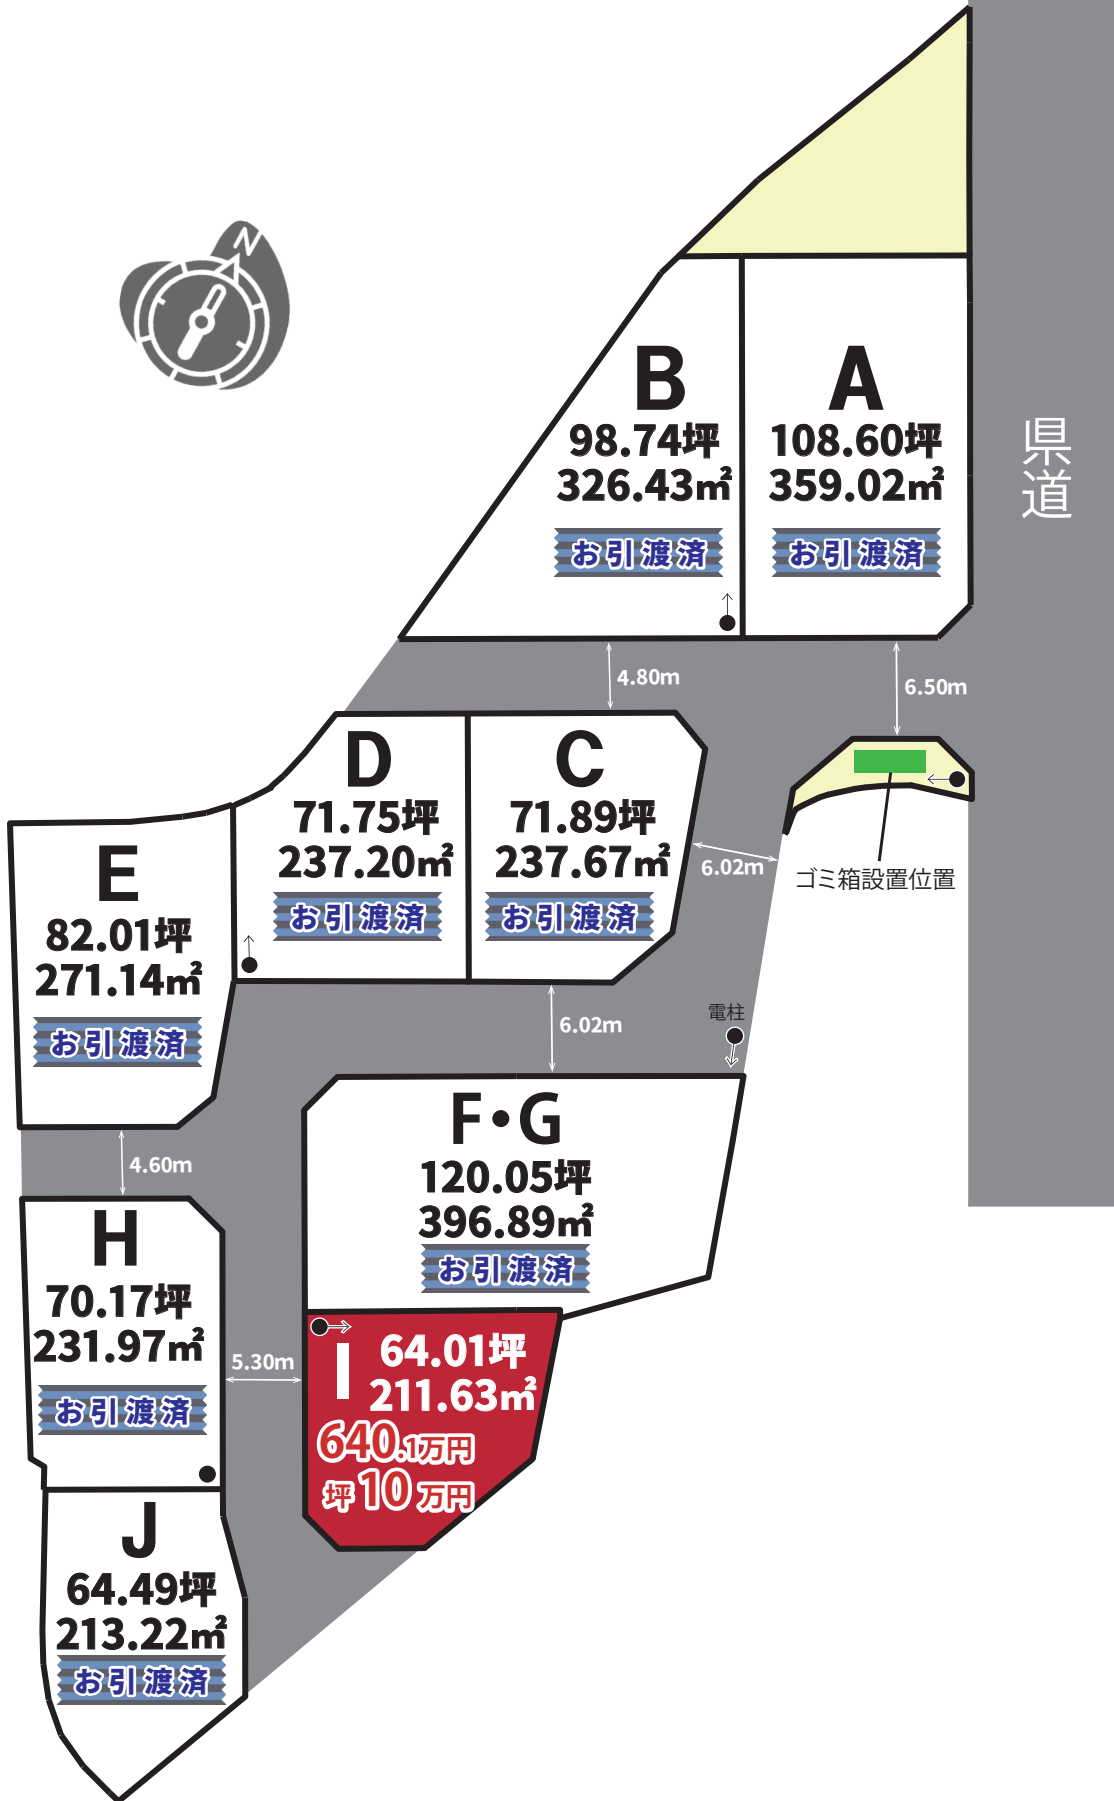 N
B
98.74坪
326.43㎡
お引渡済
A
108.60坪
359.02㎡
お引渡済
県道
4.80m
6.50m
D
71.75坪
237.20㎡
お引渡済
C
71.89坪
237.67㎡
お引渡済
6.02m
ゴミ箱設置位置
E
82.01坪
271.14㎡
お引渡済
6.02m
電柱
F・G
120.05坪
396.89㎡
お引渡済
4.60m
H
70.17坪
231.97㎡
お引渡済
5.30m
I
64.01坪
211.63㎡
640.1万円
坪10万円
J
64.49坪
213.22㎡
お引渡済